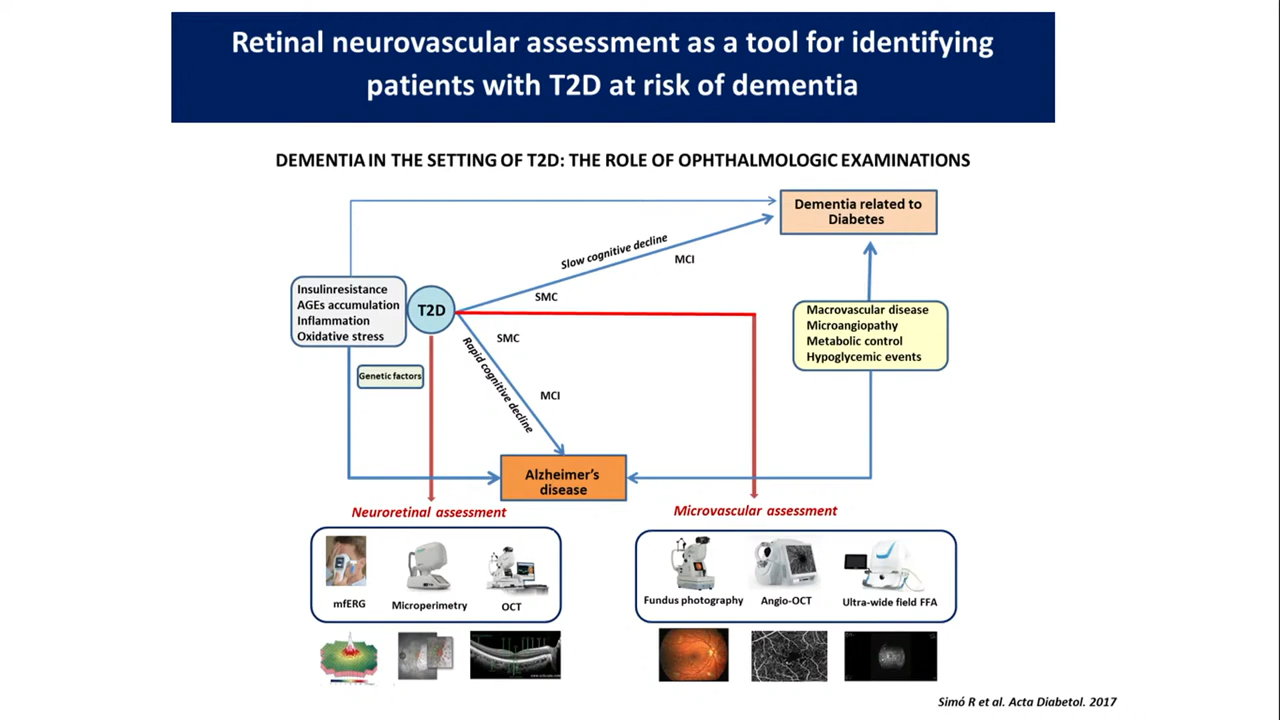 Retinal neurovascular assessment as a tool for identifying
patients with T2D at risk of dementia
DEMENTIA IN THE SETTING OF T2D: THE ROLE OF OPHTHALMOLOGIC EXAMINATIONS
Dementia related to
Diabetes
Slow cognitive decline
MCI
SMC
Insulinresistance
AGEs accumulation
Inflammation
Oxidative stress
T2D
Macrovascular disease
Microangiopathy
Metabolic control
Hypoglycemic events
SMC
Rapid cognitive decline
Genetic factors
MCI
Alzheimer's
disease
Neuroretinal assessment
Microvascular assessment
mfERG
Microperimetry
OCT
Fundus photography
Angio-OCT
Ultra-wide field FFA
Simó R et al. Acta Diabetol. 2017